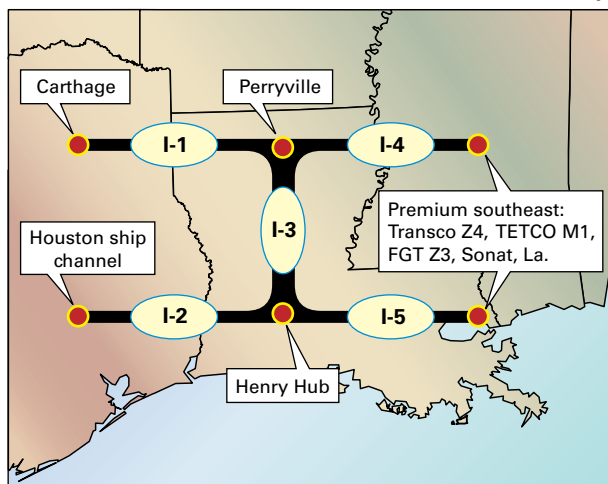 Carthage
Perryville
I-1
I-4
I-3
Houston ship
channel
Premium southeast:
Transco Z4, TETCO M1,
FGT Z3, Sonat, La.
I-2
I-5
Henry Hub